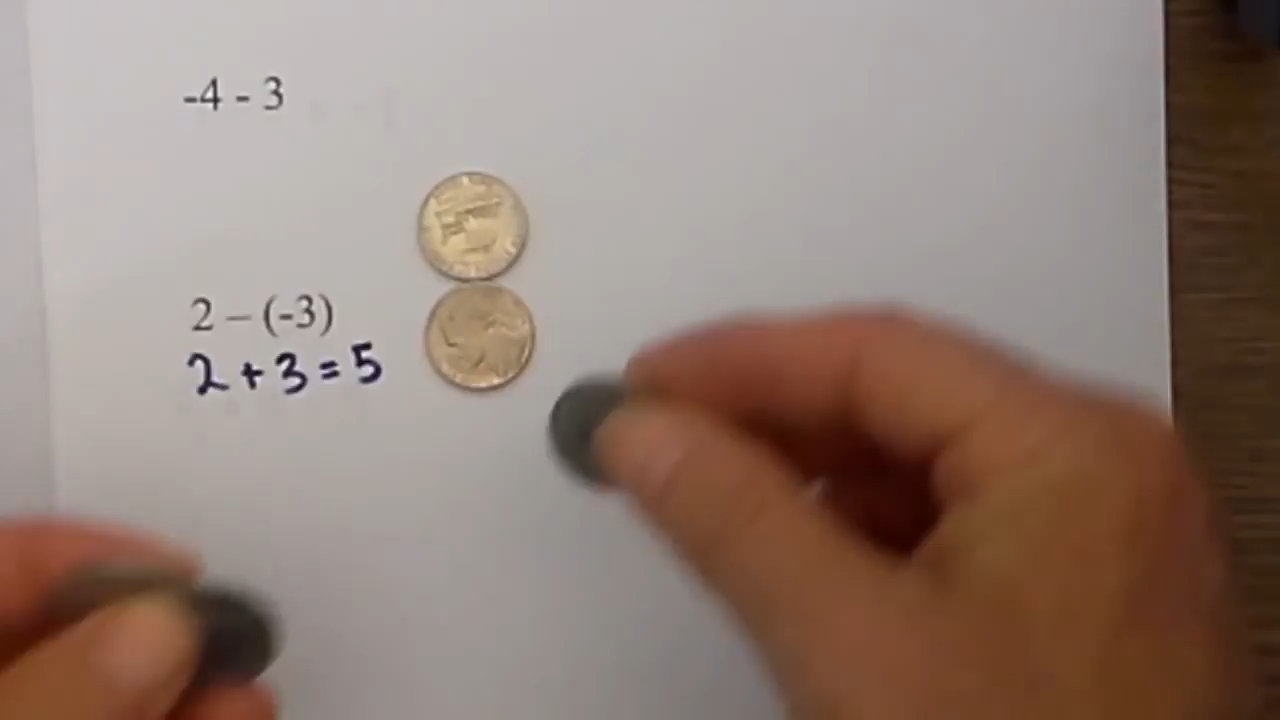 -4 - 3
2 – (-3)
2 + 3 = 5